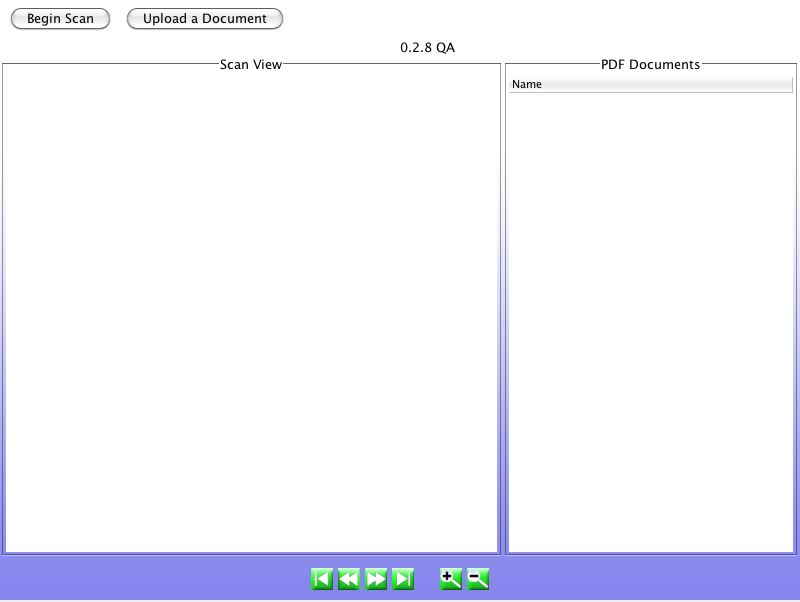 Begin Scan
Upload a Document
0.2.8 QA
Scan View
PDF Documents
Name